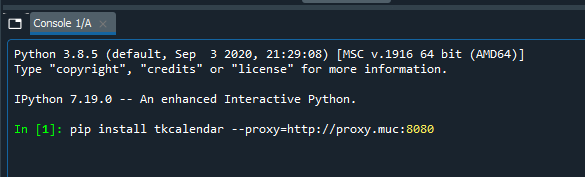 Console 1/A
Python 3.8.5 (default, Sep  3 2020, 21:29:08) [MSC v.1916 64 bit (AMD64)]
Type "copyright", "credits" or "license" for more information.
IPython 7.19.0 -- An enhanced Interactive Python.
In [1]: pip install tkcalendar --proxy=http://proxy.muc:8080